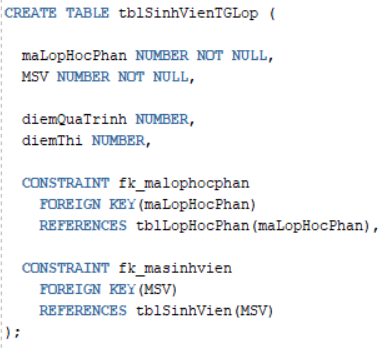 CREATE TABLE tblSinhVienTGLop (
maLopHocPhan NUMBER NOT NULL,
MSV NUMBER NOT NULL,
diemQuaTrinh NUMBER,
diemThi NUMBER,
CONSTRAINT fk_malophocphan
FOREIGN KEY(maLopHocPhan)
REFERENCES tblLopHocPhan(maLopHocPhan),
CONSTRAINT fk_masinhvien
FOREIGN KEY(MSV)
REFERENCES tblSinhVien(MSV)
);